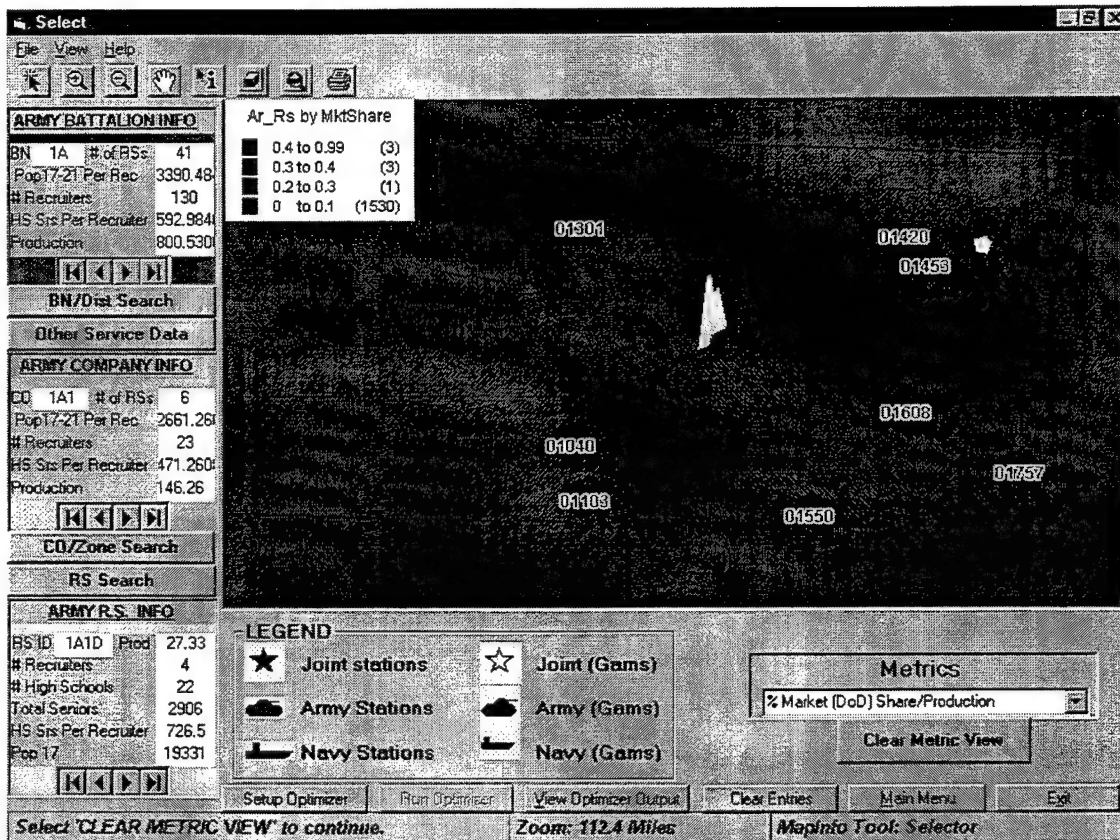 Select
File View Help
ARMY BATTALION INFO
BN 1A # of RSs 41
Pop17-21 Per Rec 3390.484
# Recruiters 130
HS Srs Per Recruiter 592.984
Production 800.530
BN/Dist Search
Other Service Data
ARMY COMPANY INFO
CO 1A1 # of RSs 6
Pop17-21 Per Rec 2661.260
# Recruiters 23
HS Srs Per Recruiter 471.260
Production 146.26
CO/Zone Search
RS Search
ARMY R.S. INFO
RS ID 1A1D Prod 27.33
# Recruiters 4
# High Schools 22
Total Seniors 2906
HS Srs Per Recruiter 726.5
Pop 17 19331
Ar_Rs by MktShare
0.4 to 0.99 (3)
0.3 to 0.4 (3)
0.2 to 0.3 (1)
0 to 0.1 (1530)
01301
01420
01453
01608
01040
01757
01103
01550
LEGEND
Joint stations Joint (Gams)
Army Stations Army (Gams)
Navy Stations Navy (Gams)
Metrics
% Market (DoD) Share/Production
Clear Metric View
Setup Optimizer Run Optimizer View Optimizer Output Clear Entries Main Menu Exit
Select 'CLEAR METRIC VIEW' to continue. Zoom: 112.4 Miles MapInfo Tool: Selector